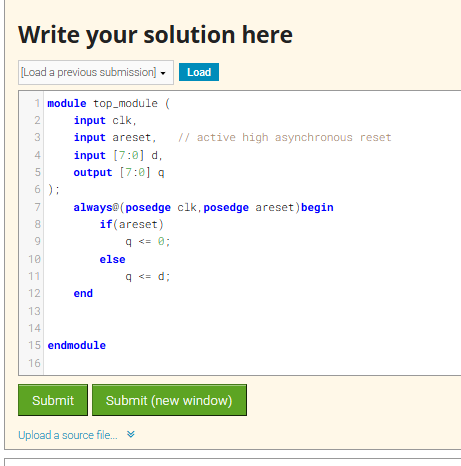 Write your solution here
[Load a previous submission] Load
1 module top_module (
2 input clk,
3 input areset, // active high asynchronous reset
4 input [7:0] d,
5 output [7:0] q
6 );
7 always@(posedge clk,posedge areset)begin
8 if(areset)
9 q <= 0;
10 else
11 q <= d;
12 end
13
14
15 endmodule
16
Submit Submit (new window)
Upload a source file...